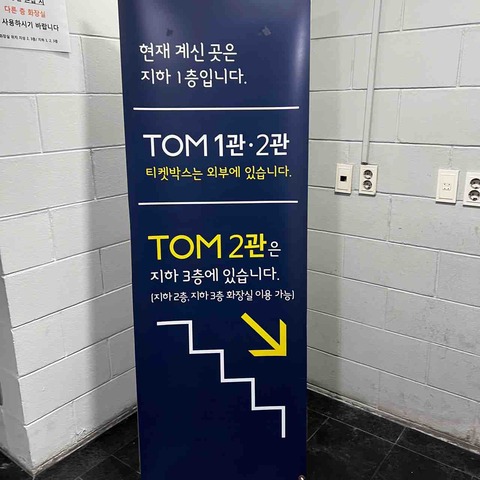 다른 층 화장실
사용하시기 바랍니다
현재 계신 곳은
지하 1층입니다.
TOM 1관·2관
티켓박스는 외부에 있습니다.
TOM 2관은
지하 3층에 있습니다.
(지하 2층, 지하 3층 화장실 이용 가능)